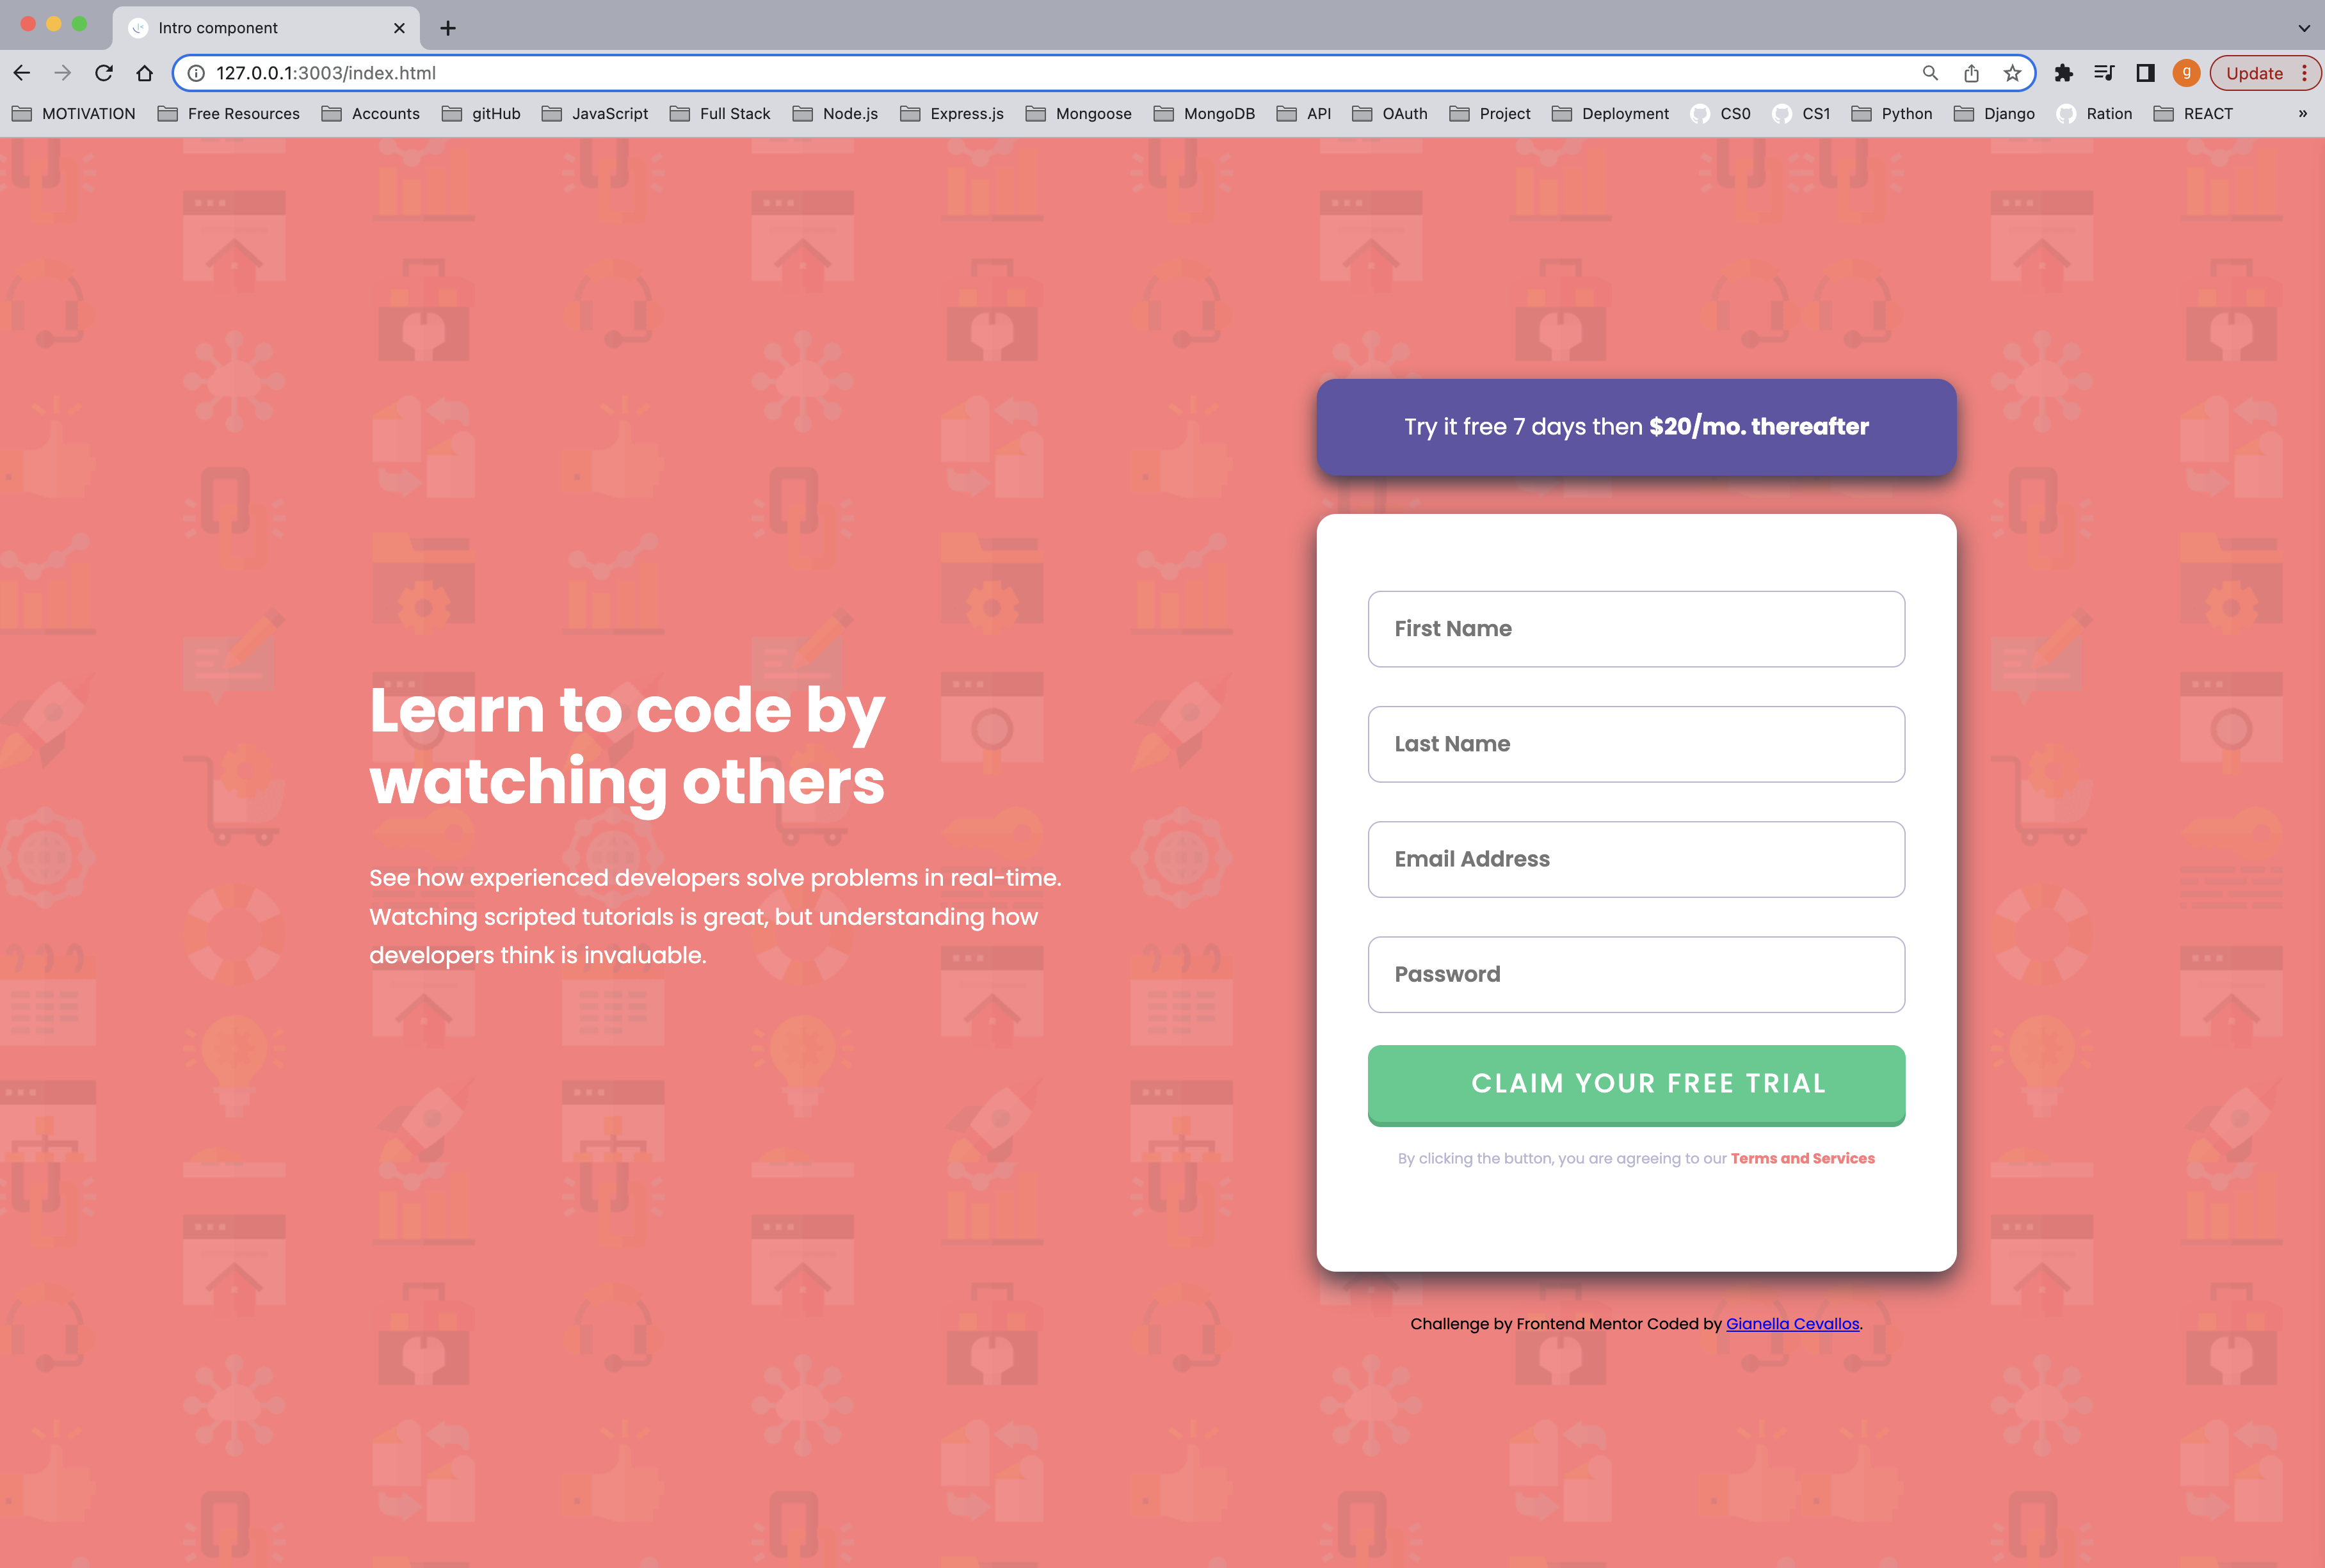 Intro component
127.0.0.1:3003/index.html
g
Update
MOTIVATION Free Resources Accounts gitHub JavaScript Full Stack Node.js Express.js Mongoose MongoDB API OAuth Project Deployment CS0 CS1 Python Django Ration REACT »
Try it free 7 days then $20/mo. thereafter
Learn to code by
watching others
See how experienced developers solve problems in real-time.
Watching scripted tutorials is great, but understanding how
developers think is invaluable.
First Name
Last Name
Email Address
Password
CLAIM YOUR FREE TRIAL
By clicking the button, you are agreeing to our Terms and Services
Challenge by Frontend Mentor Coded by Gianella Cevallos.